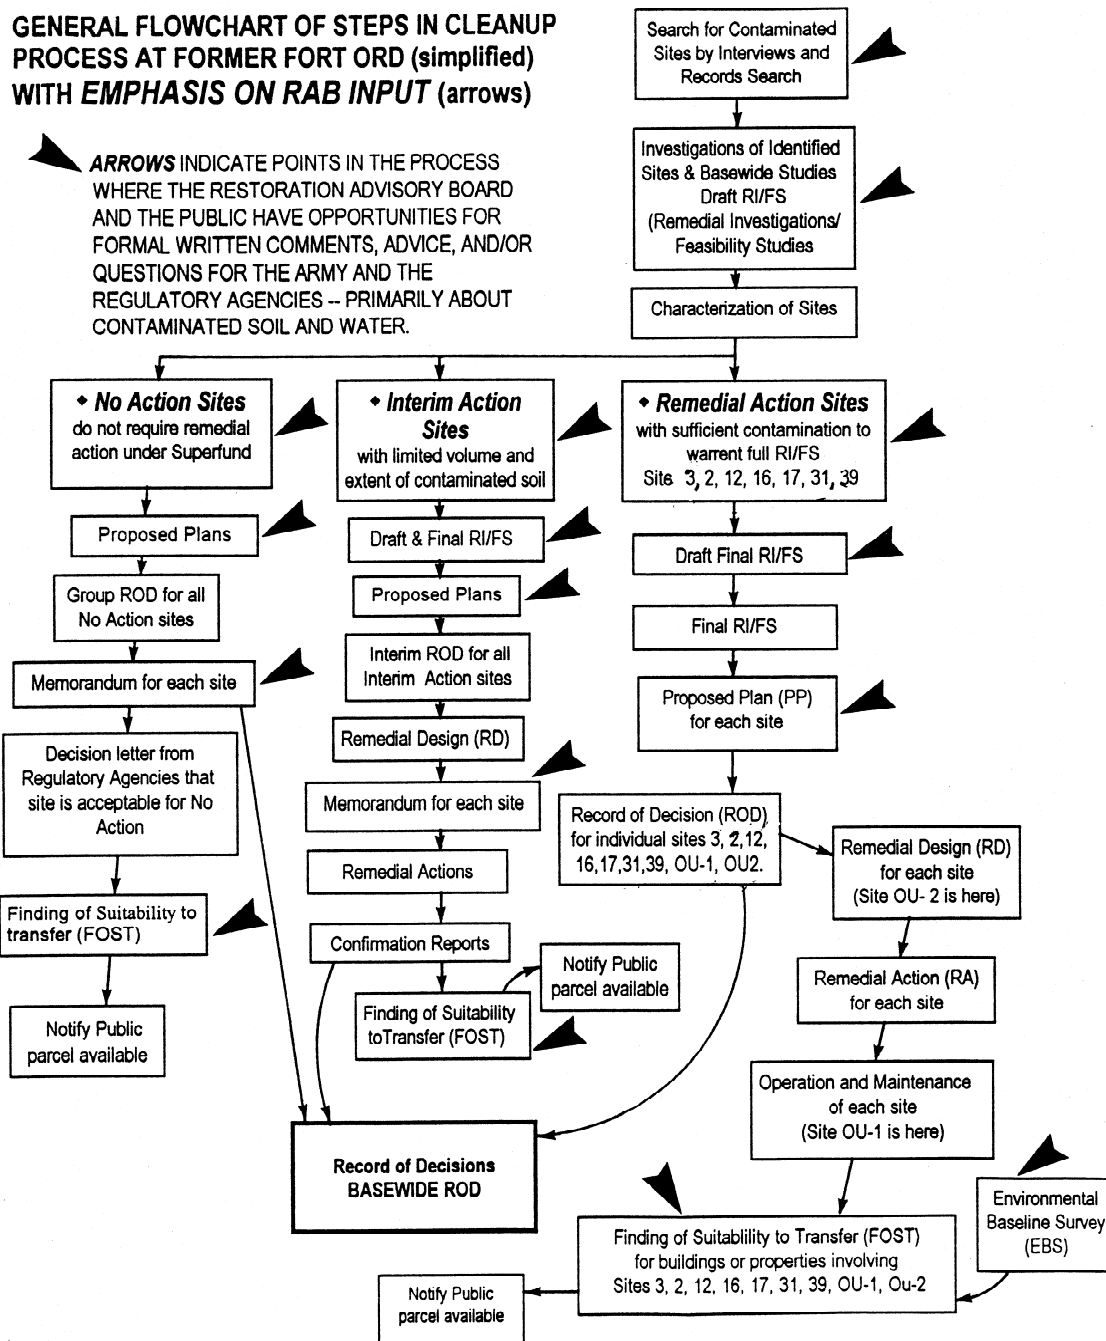 GENERAL FLOWCHART OF STEPS IN CLEANUP
PROCESS AT FORMER FORT ORD (simplified)
WITH EMPHASIS ON RAB INPUT (arrows)
ARROWS INDICATE POINTS IN THE PROCESS
WHERE THE RESTORATION ADVISORY BOARD
AND THE PUBLIC HAVE OPPORTUNITIES FOR
FORMAL WRITTEN COMMENTS, ADVICE, AND/OR
QUESTIONS FOR THE ARMY AND THE
REGULATORY AGENCIES -- PRIMARILY ABOUT
CONTAMINATED SOIL AND WATER.
Search for Contaminated
Sites by Interviews and
Records Search
Investigations of Identified
Sites & Basewide Studies
Draft RI/FS
(Remedial Investigations/
Feasibility Studies
Characterization of Sites
◆ No Action Sites
do not require remedial
action under Superfund
Proposed Plans
Group ROD for all
No Action sites
Memorandum for each site
Decision letter from
Regulatory Agencies that
site is acceptable for No
Action
Finding of Suitability to
transfer (FOST)
Notify Public
parcel available
◆ Interim Action
Sites
with limited volume and
extent of contaminated soil
Draft & Final RI/FS
Proposed Plans
Interim ROD for all
Interim Action sites
Remedial Design (RD)
Memorandum for each site
Remedial Actions
Confirmation Reports
Finding of Suitability
toTransfer (FOST)
Notify Public
parcel available
◆ Remedial Action Sites
with sufficient contamination to
warrent full RI/FS
Site 3, 2, 12, 16, 17, 31, 39
Draft Final RI/FS
Final RI/FS
Proposed Plan (PP)
for each site
Record of Decision (ROD)
for individual sites 3, 2,12,
16,17,31,39, OU-1, OU2.
Remedial Design (RD)
for each site
(Site OU- 2 is here)
Remedial Action (RA)
for each site
Operation and Maintenance
of each site
(Site OU-1 is here)
Environmental
Baseline Survey
(EBS)
Finding of Suitablility to Transfer (FOST)
for buildings or properties involving
Sites 3, 2, 12, 16, 17, 31, 39, OU-1, Ou-2
Notify Public
parcel available
Record of Decisions
BASEWIDE ROD